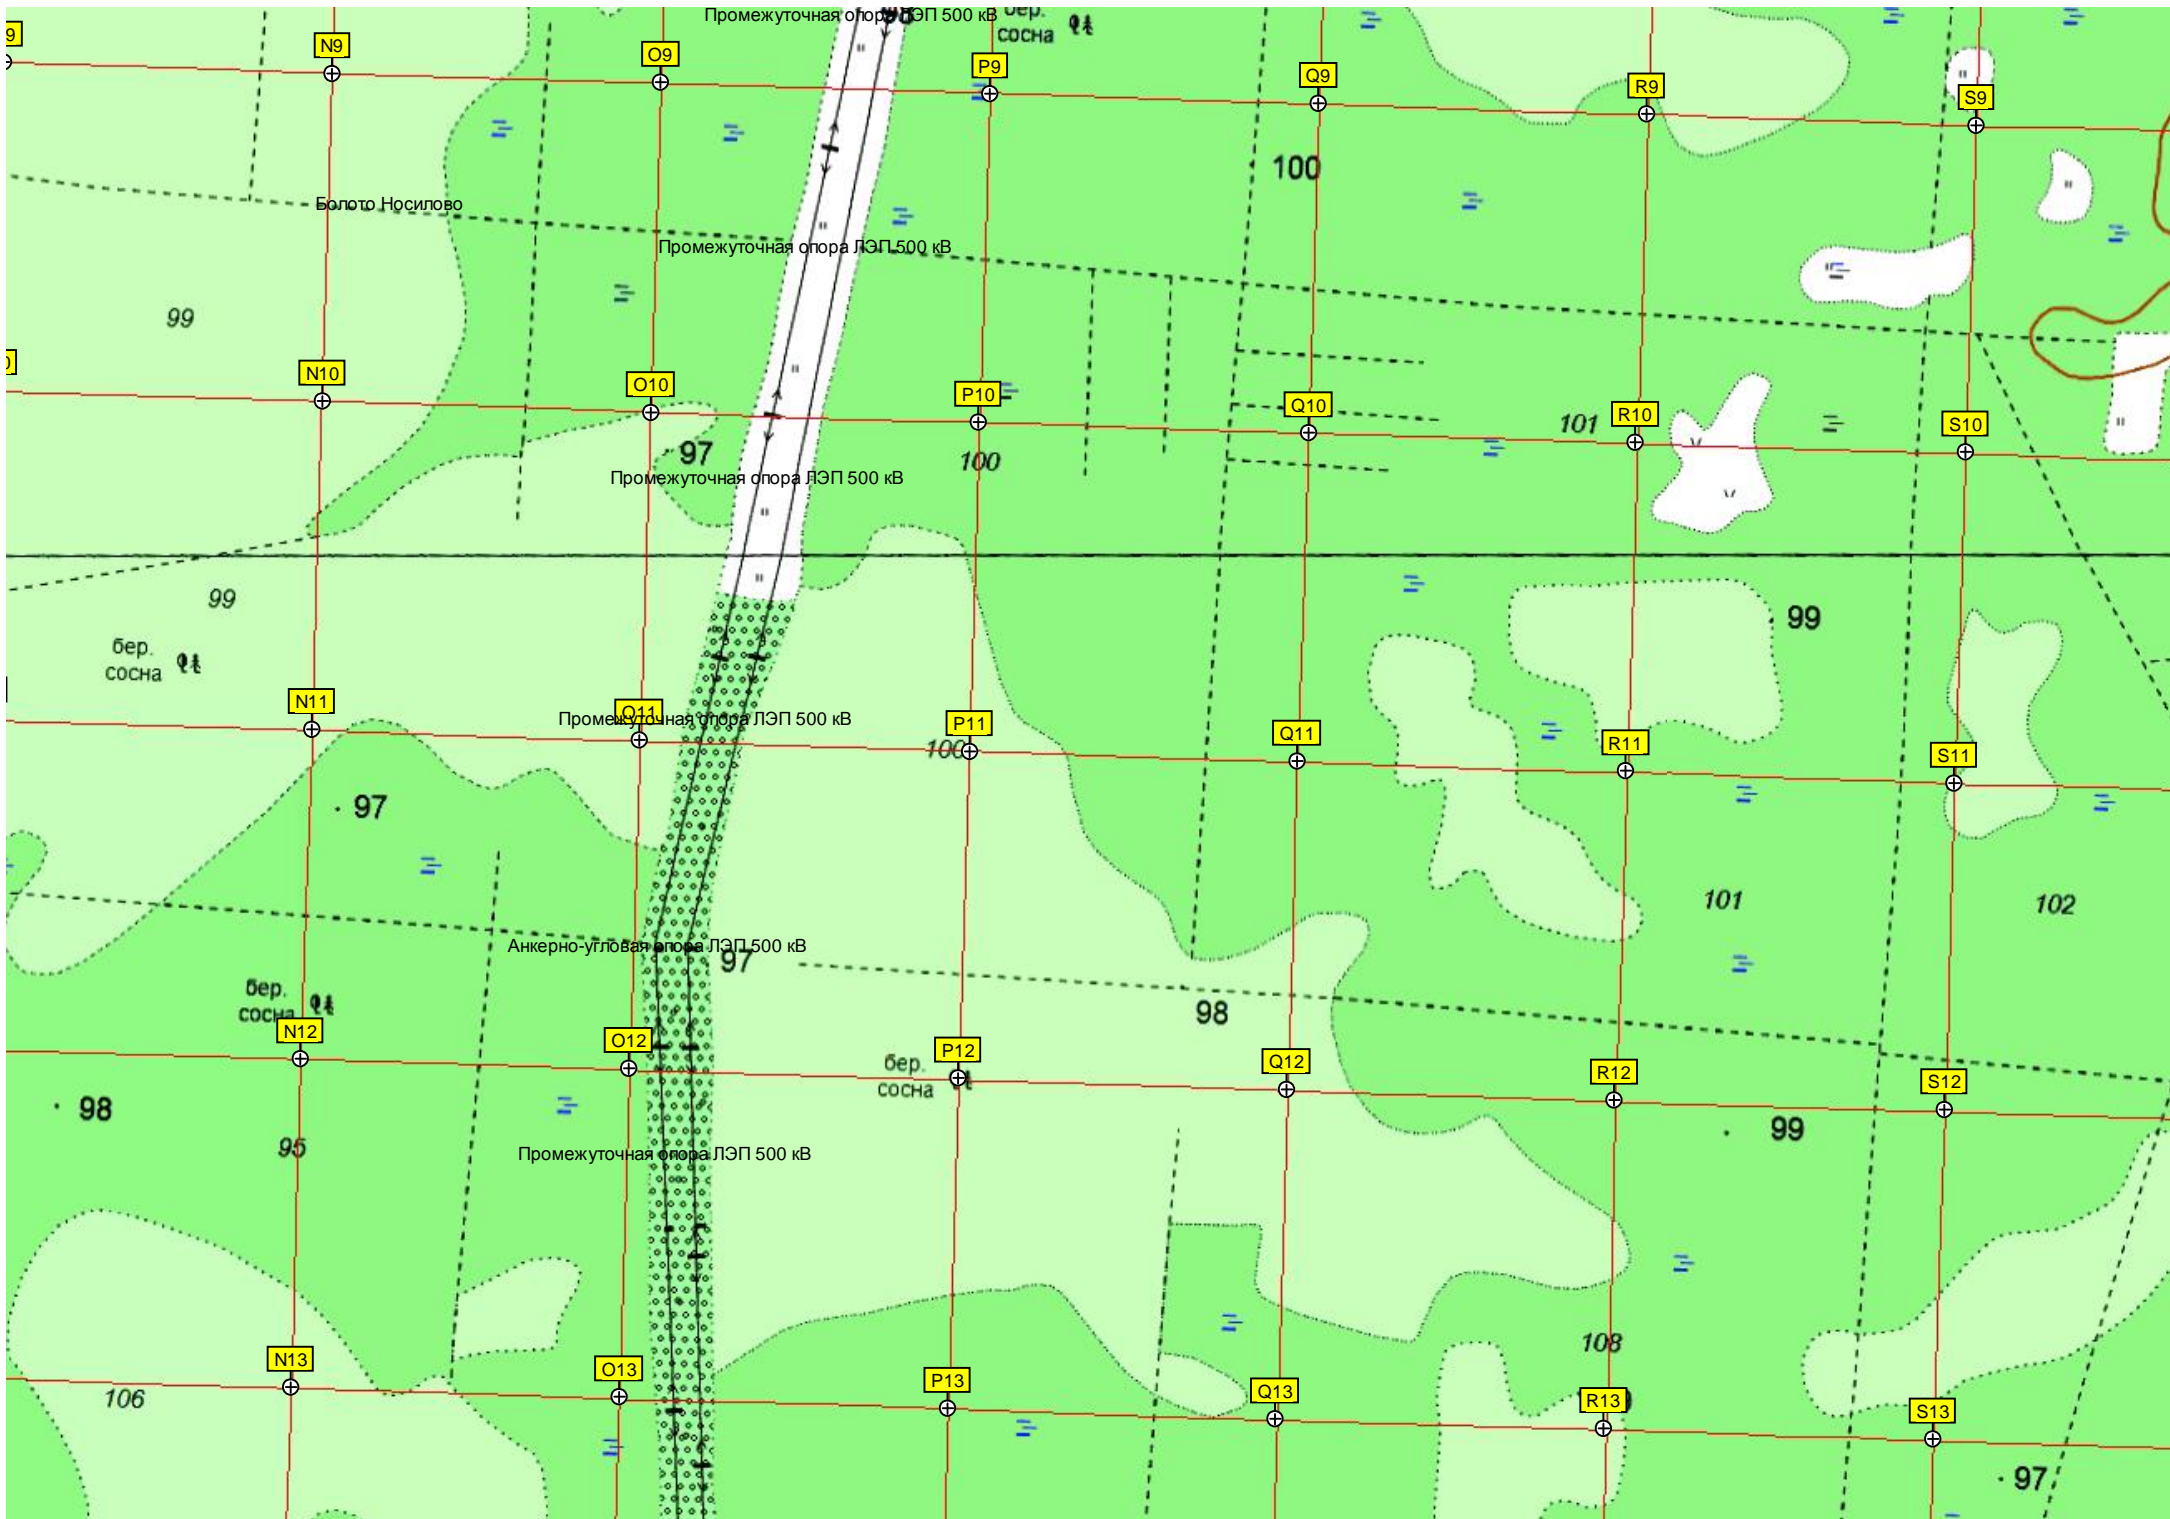 Промежуточная опора ЛЭП 500 кВ
98
бер.
сосна
9
N9
O9
P9
Q9
R9
S9
100
Болото Носилово
Промежуточная опора ЛЭП 500 кВ
99
N10
O10
P10
Q10
101
R10
S10
97
100
Промежуточная опора ЛЭП 500 кВ
99
99
бер.
сосна
N11
O11
Промежуточная опора ЛЭП 500 кВ
P11
100
Q11
R11
S11
97
101
102
Анкерно-угловая опора ЛЭП 500 кВ
97
бер.
сосна
98
N12
O12
P12
бер.
сосна
Q12
R12
S12
98
99
95
Промежуточная опора ЛЭП 500 кВ
108
N13
O13
P13
Q13
R13
S13
106
97